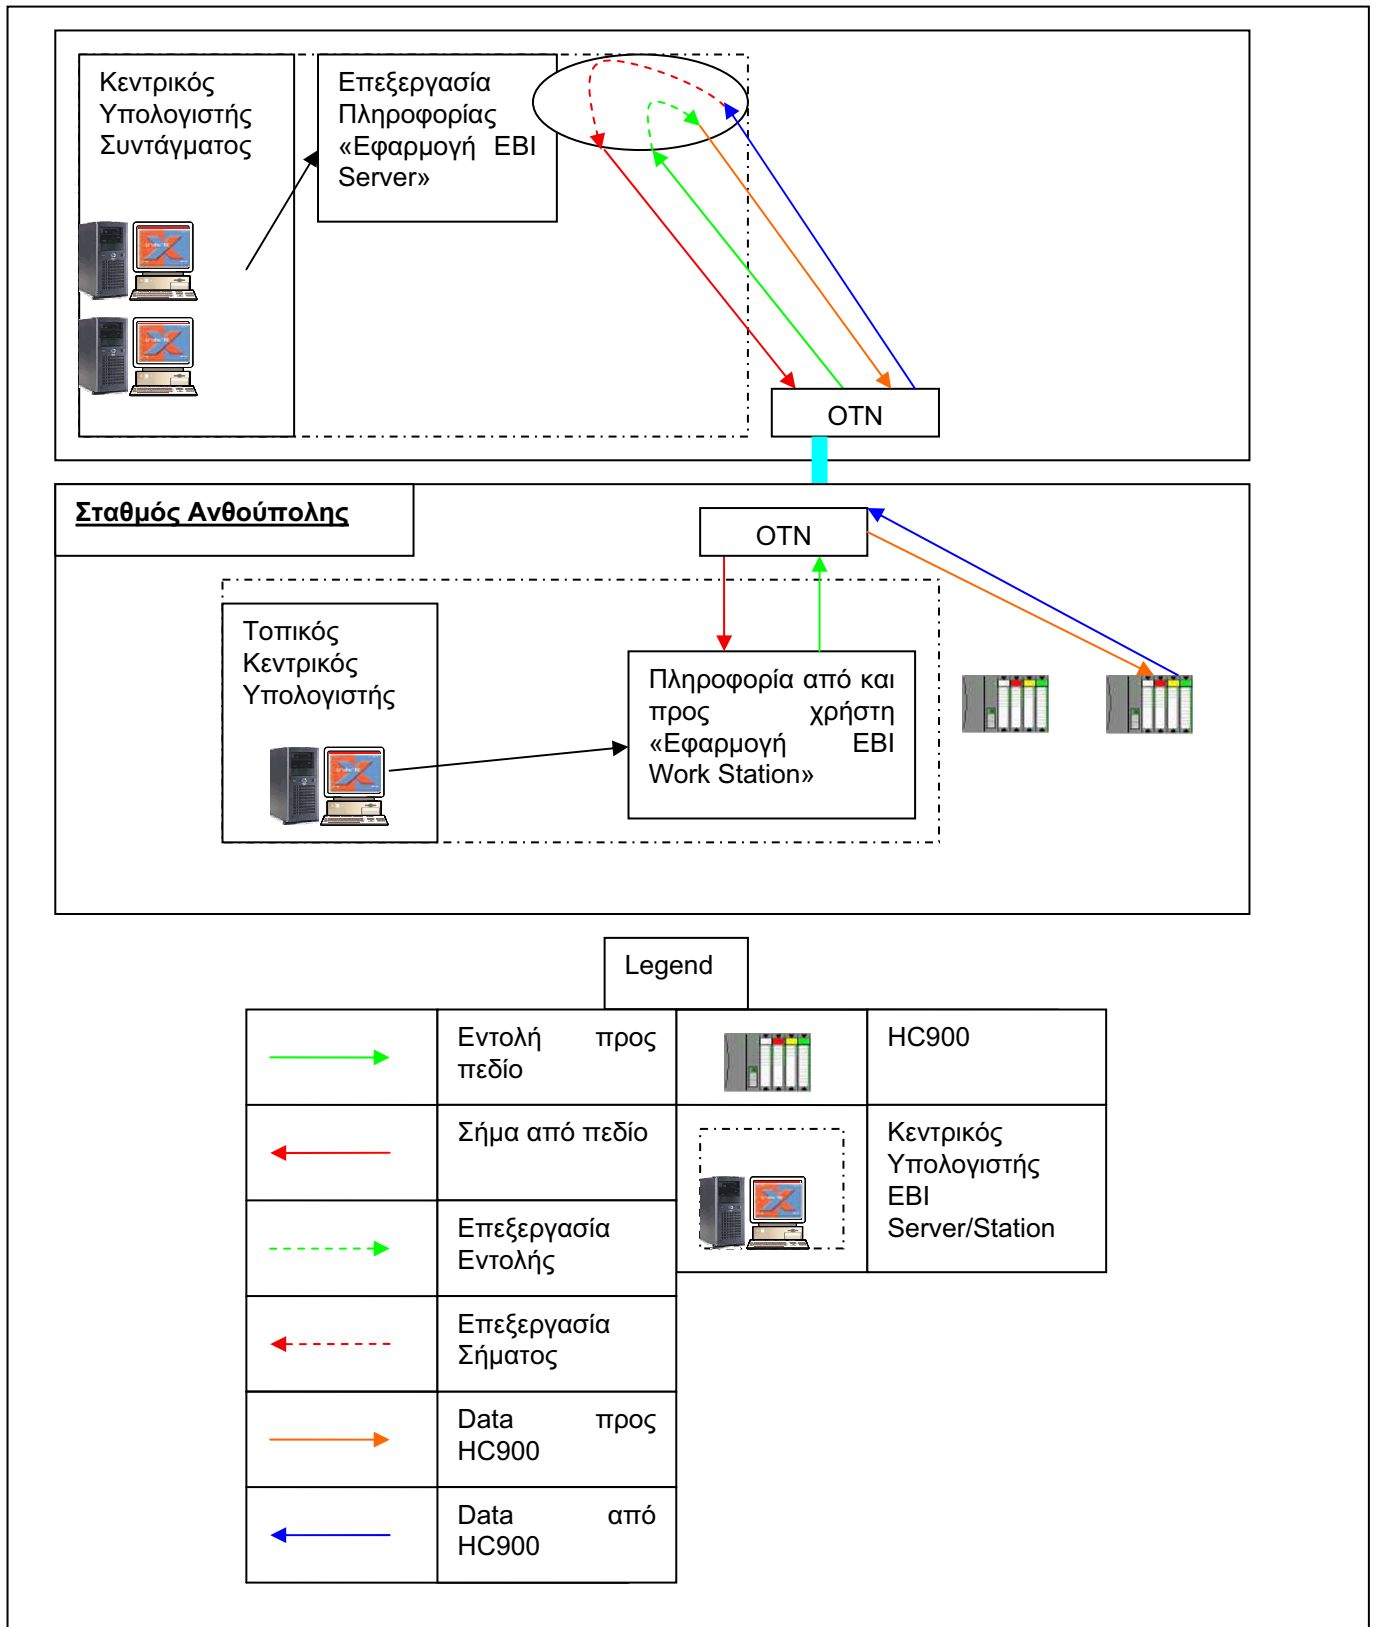 Κεντρικός
Υπολογιστής
Συντάγματος
Επεξεργασία
Πληροφορίας
«Εφαρμογή EBI
Server»
OTN
Σταθμός Ανθούπολης
OTN
Τοπικός
Κεντρικός
Υπολογιστής
Πληροφορία από και
προς χρήστη
«Εφαρμογή EBI
Work Station»
Legend
Εντολή προς
πεδίο
HC900
Σήμα από πεδίο
Κεντρικός
Υπολογιστής
EBI
Server/Station
Επεξεργασία
Εντολής
Επεξεργασία
Σήματος
Data προς
HC900
Data από
HC900